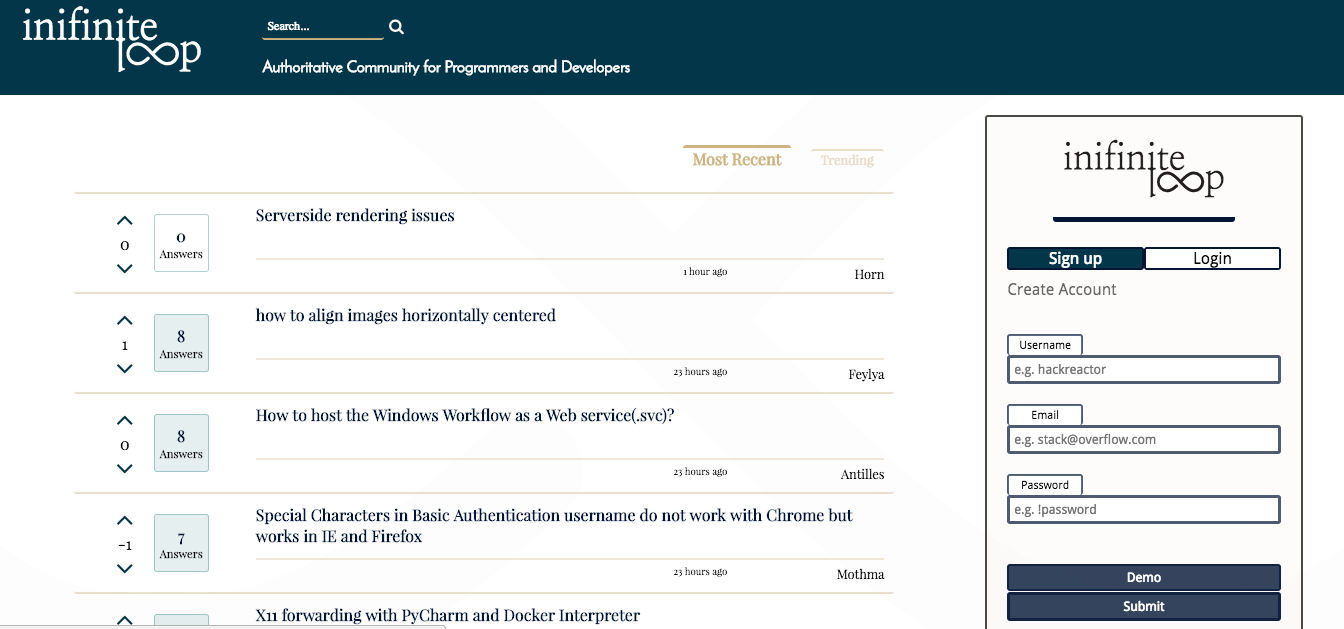 inifinite
loop
Search...
Authoritative Community for Programmers and Developers
Most Recent
Trending
0
0
Answers
Serverside rendering issues
1 hour ago
Horn
1
8
Answers
how to align images horizontally centered
23 hours ago
Feylya
0
8
Answers
How to host the Windows Workflow as a Web service(.svc)?
23 hours ago
Antilles
-1
7
Answers
Special Characters in Basic Authentication username do not work with Chrome but
works in IE and Firefox
23 hours ago
Mothma
X11 forwarding with PyCharm and Docker Interpreter
inifinite
loop
Sign up
Login
Create Account
Username
e.g. hackreactor
Email
e.g. stack@overflow.com
Password
e.g. !password
Demo
Submit